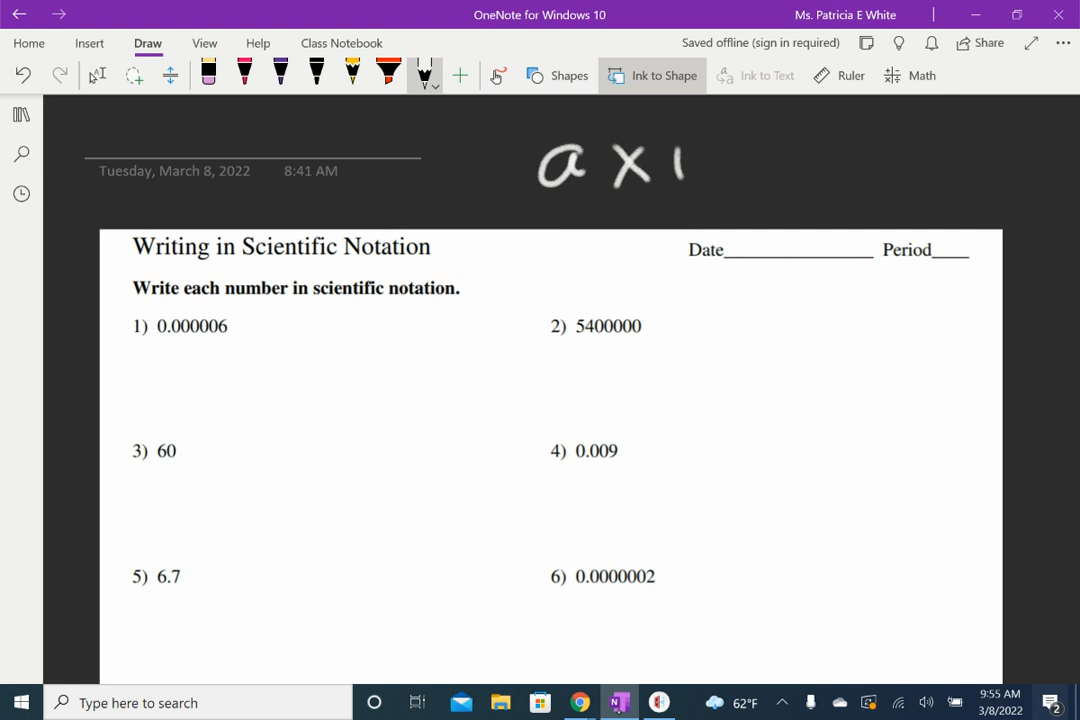 OneNote for Windows 10
Ms. Patricia E White
Home Insert Draw View Help Class Notebook
Saved offline (sign in required)
Share
Shapes
Ink to Shape
Ink to Text
Ruler
Math
a x 1
Tuesday, March 8, 2022 8:41 AM
Writing in Scientific Notation
Date_______________ Period____
Write each number in scientific notation.
1) 0.000006
2) 5400000
3) 60
4) 0.009
5) 6.7
6) 0.0000002
Type here to search
62°F
9:55 AM
3/8/2022
2